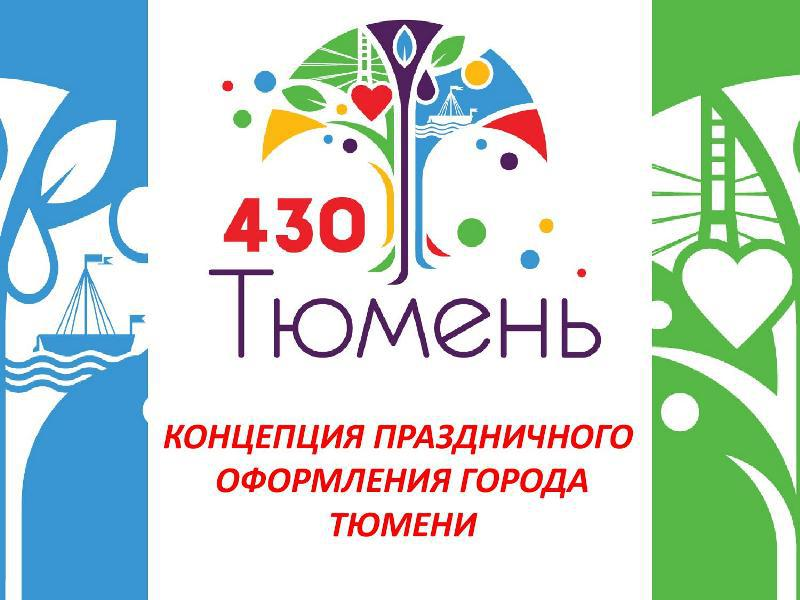 430
Тюмень
КОНЦЕПЦИЯ ПРАЗДНИЧНОГО
ОФОРМЛЕНИЯ ГОРОДА
ТЮМЕНИ